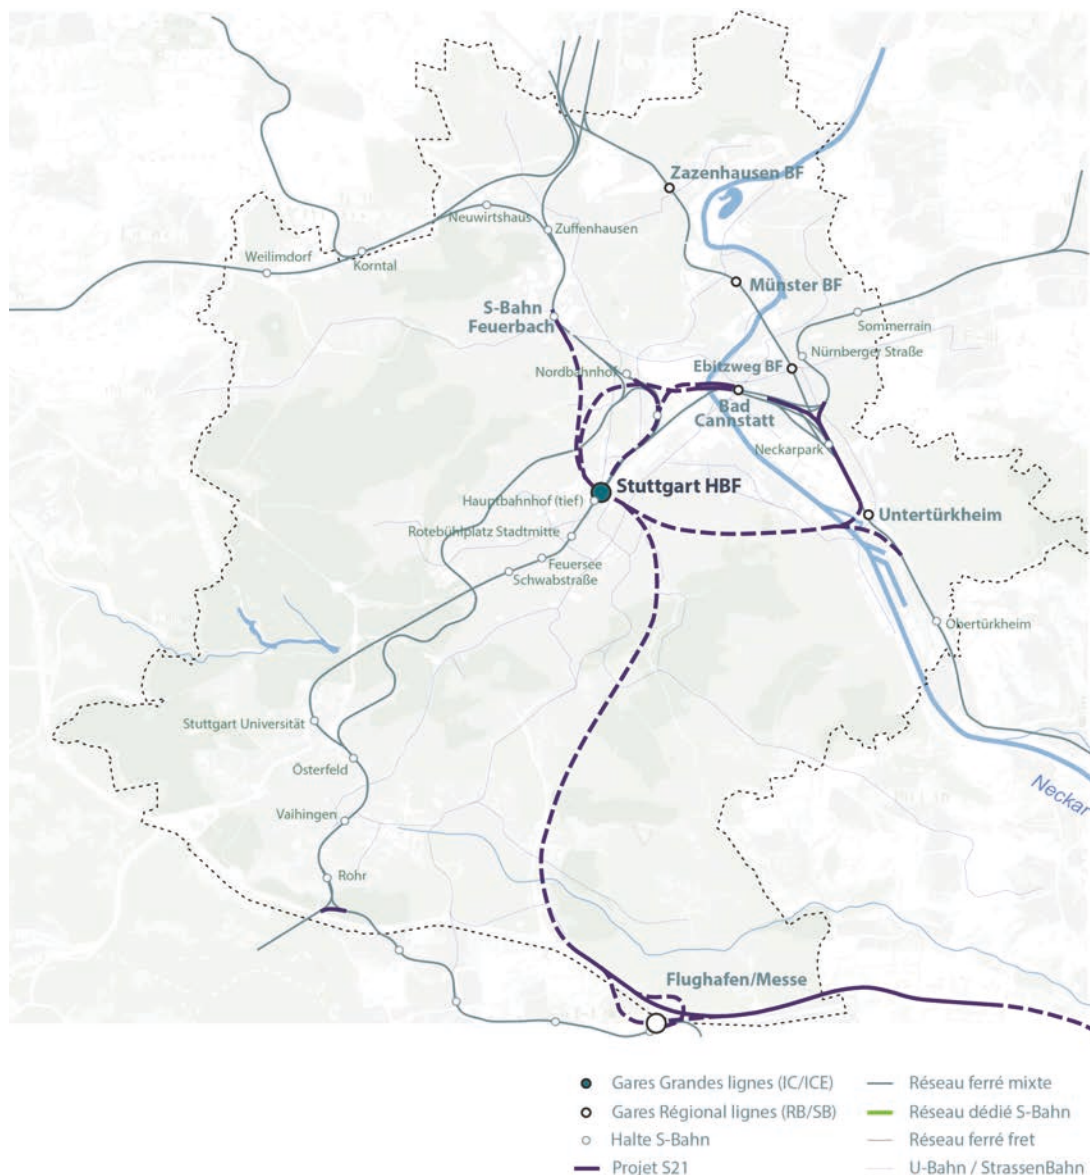 Zazenhausen BF
Neuwirtshaus
Zuffenhausen
Weilimdorf
Korntal
Münster BF
S-Bahn
Feuerbach
Sommerrain
Nürnberger Straße
Ebitzweg BF
Nordbahnhof
Bad
Cannstatt
Neckarpark
Stuttgart HBF
Hauptbahnhof (tief)
Untertürkheim
Rotebühlplatz Stadtmitte
Feuersee
Schwabstraße
Obertürkheim
Stuttgart Universität
Österfeld
Neckar
Vaihingen
Rohr
Flughafen/Messe
Gares Grandes lignes (IC/ICE)
Gares Régional lignes (RB/SB)
Halte S-Bahn
Projet S21
Réseau ferré mixte
Réseau dédié S-Bahn
Réseau ferré fret
U-Bahn / StrassenBahn